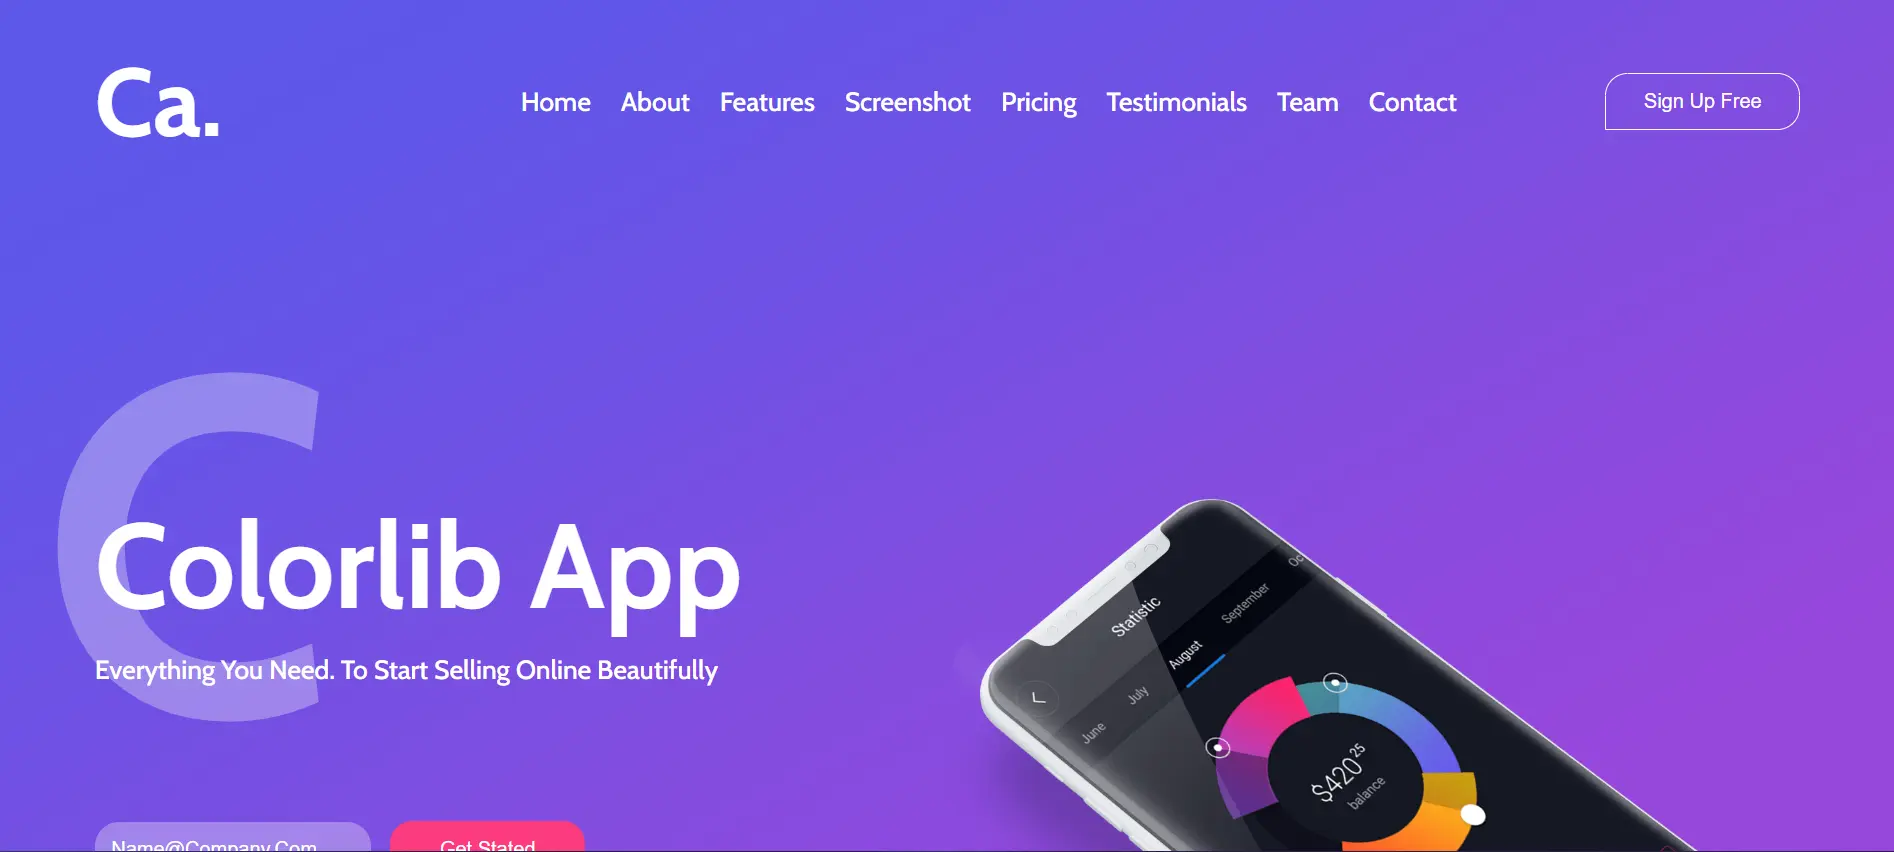 Ca.
Home About Features Screenshot Pricing Testimonials Team Contact
Sign Up Free
C
Colorlib App
Everything You Need. To Start Selling Online Beautifully
Name@Company.Com
Get Stated
Statistic
June July August September Oc
$420 25
balance